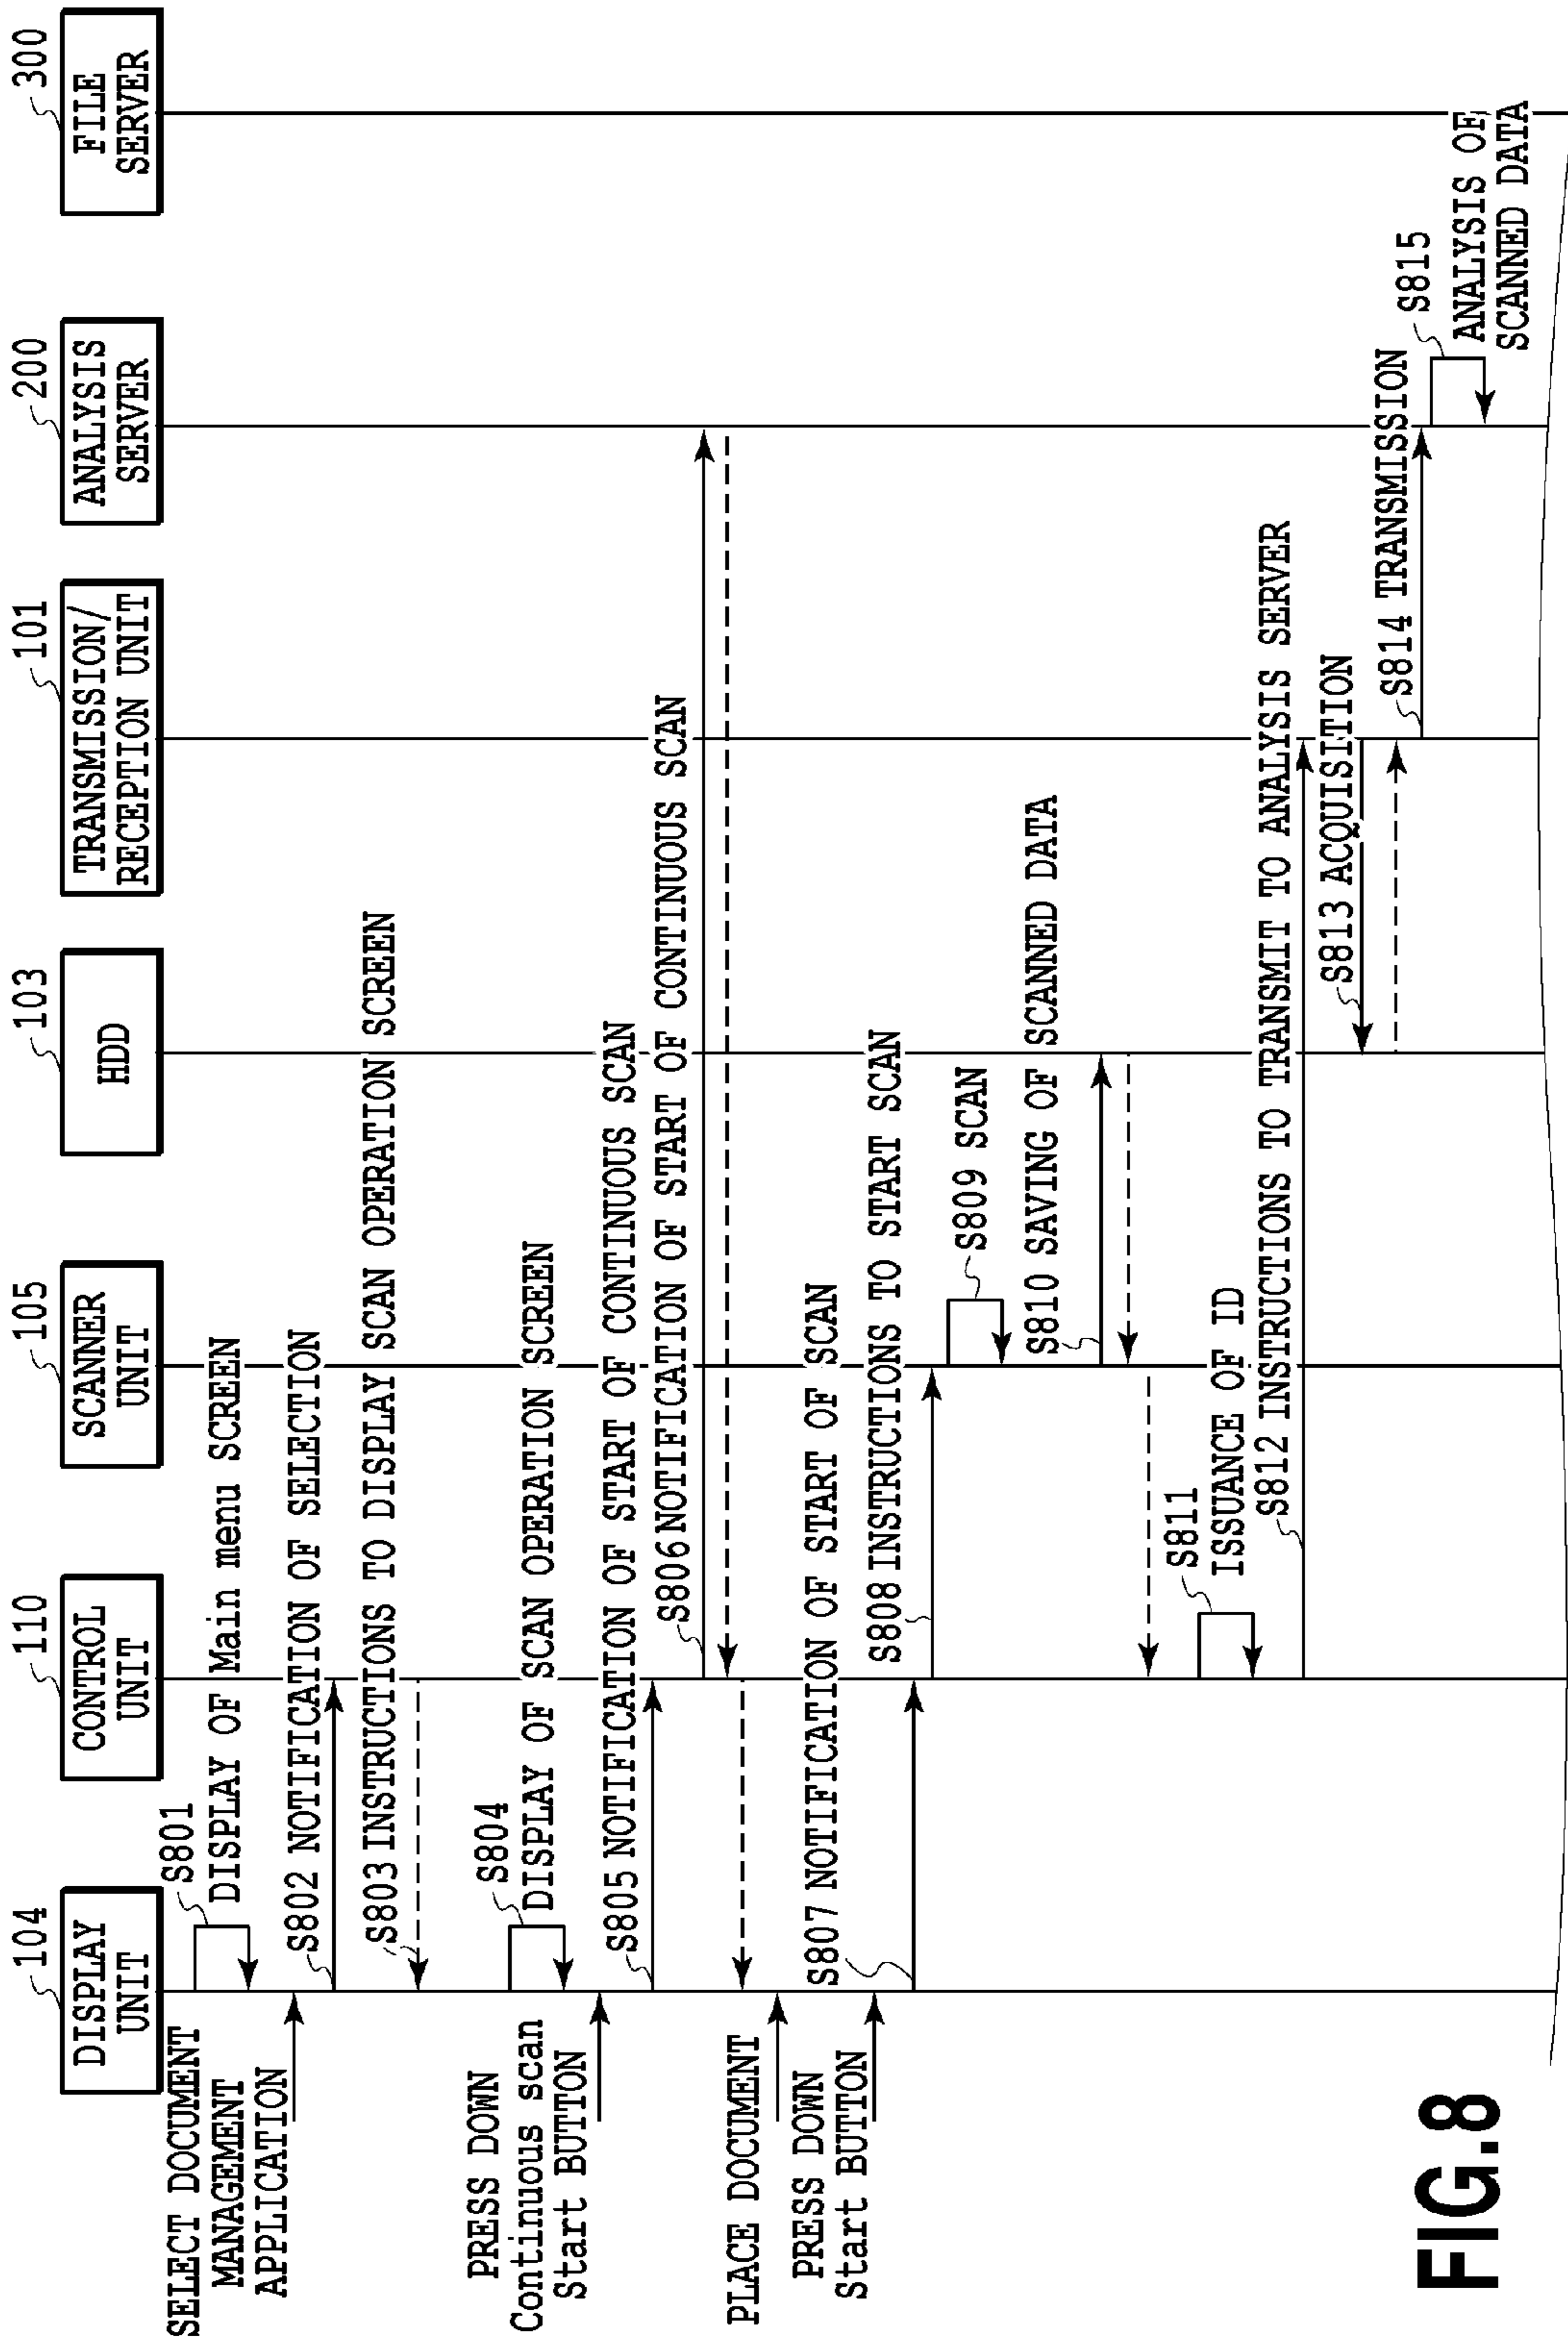 104
DISPLAY
UNIT
110
CONTROL
UNIT
105
SCANNER
UNIT
103
HDD
101
TRANSMISSION/
RECEPTION UNIT
200
ANALYSIS
SERVER
300
FILE
SERVER
S801
DISPLAY OF Main menu SCREEN
SELECT DOCUMENT
MANAGEMENT
APPLICATION
S802 NOTIFICATION OF SELECTION
S803 INSTRUCTIONS TO DISPLAY SCAN OPERATION SCREEN
S804
DISPLAY OF SCAN OPERATION SCREEN
PRESS DOWN
Continuous scan
Start BUTTON
S805 NOTIFICATION OF START OF CONTINUOUS SCAN
S806 NOTIFICATION OF START OF CONTINUOUS SCAN
PLACE DOCUMENT
PRESS DOWN
Start BUTTON
S807 NOTIFICATION OF START OF SCAN
S808 INSTRUCTIONS TO START SCAN
S809 SCAN
S810 SAVING OF SCANNED DATA
S811
ISSUANCE OF ID
S812 INSTRUCTIONS TO TRANSMIT TO ANALYSIS SERVER
S813 ACQUISITION
S814 TRANSMISSION
S815
ANALYSIS OF
SCANNED DATA
FIG.8